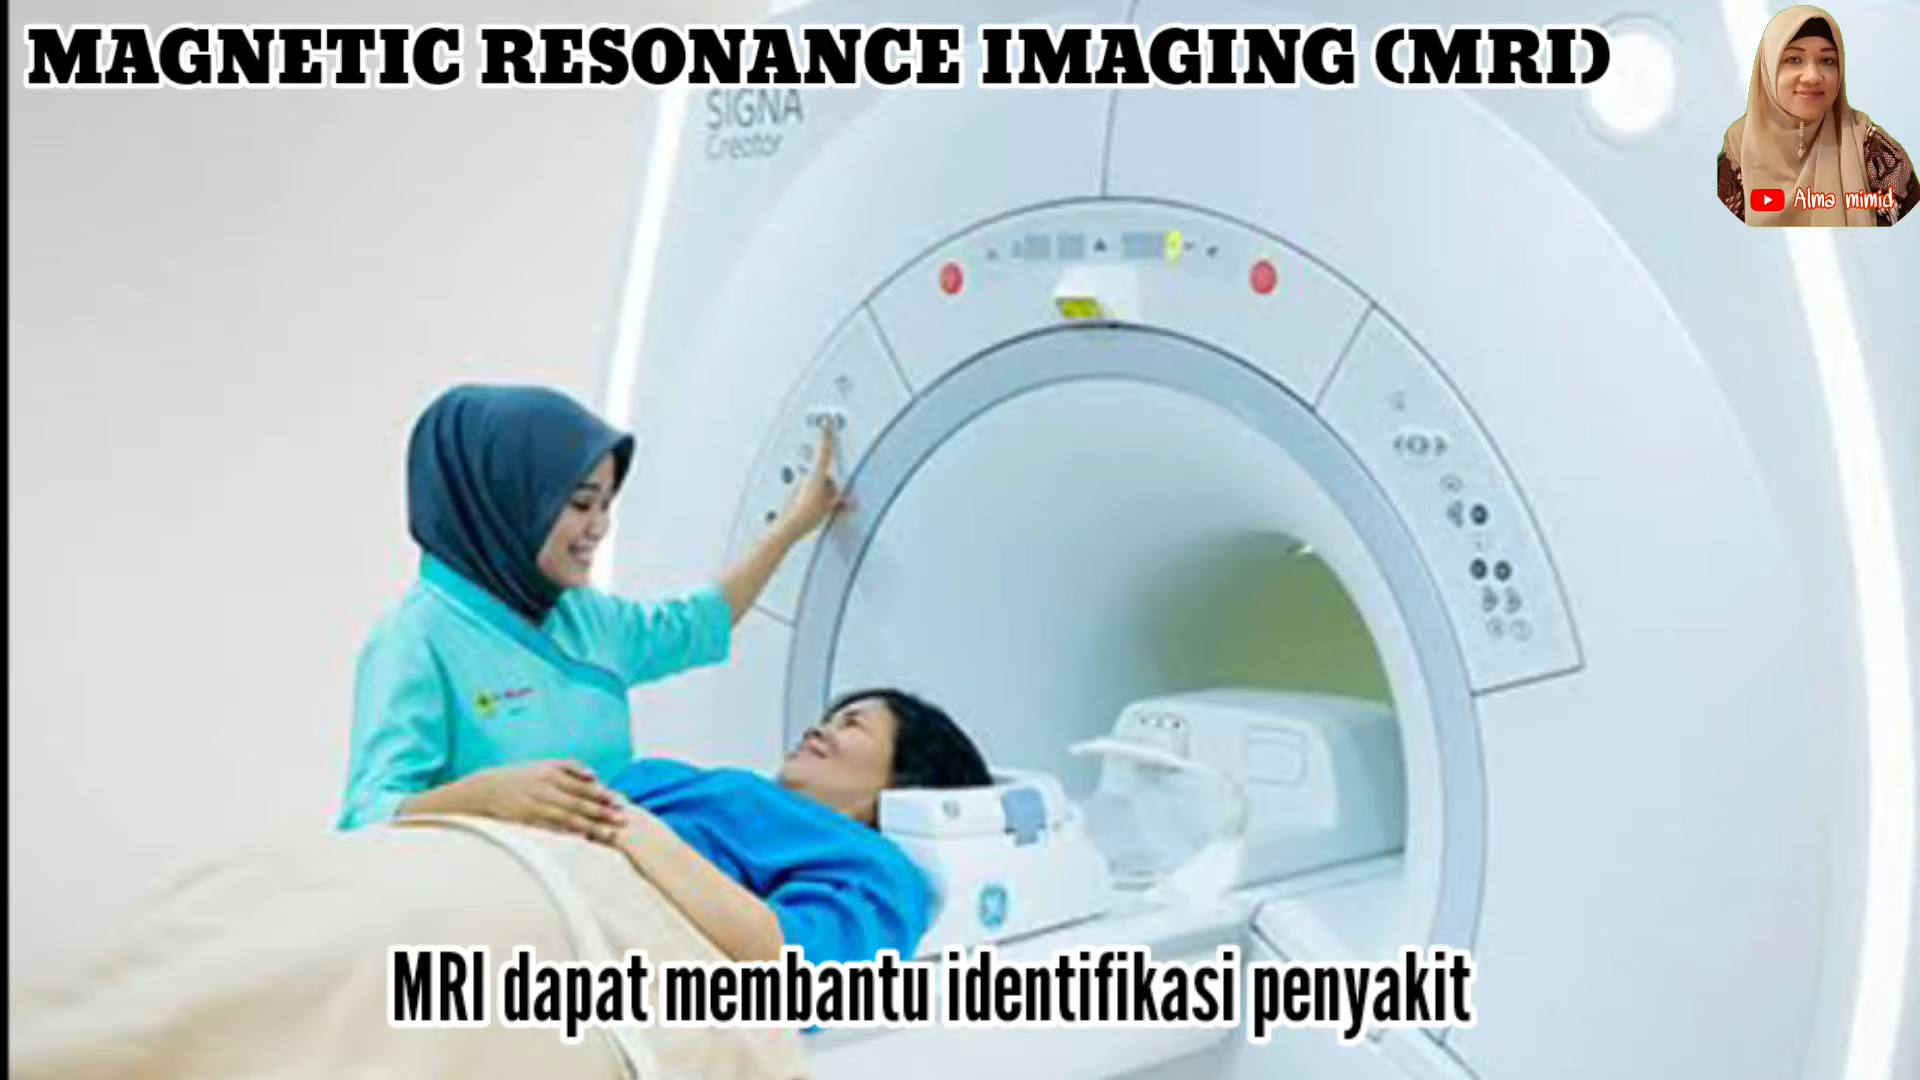 MAGNETIC RESONANCE IMAGING (MRI)
SIGNA
Creator
Alma mimid
MRI dapat membantu identifikasi penyakit